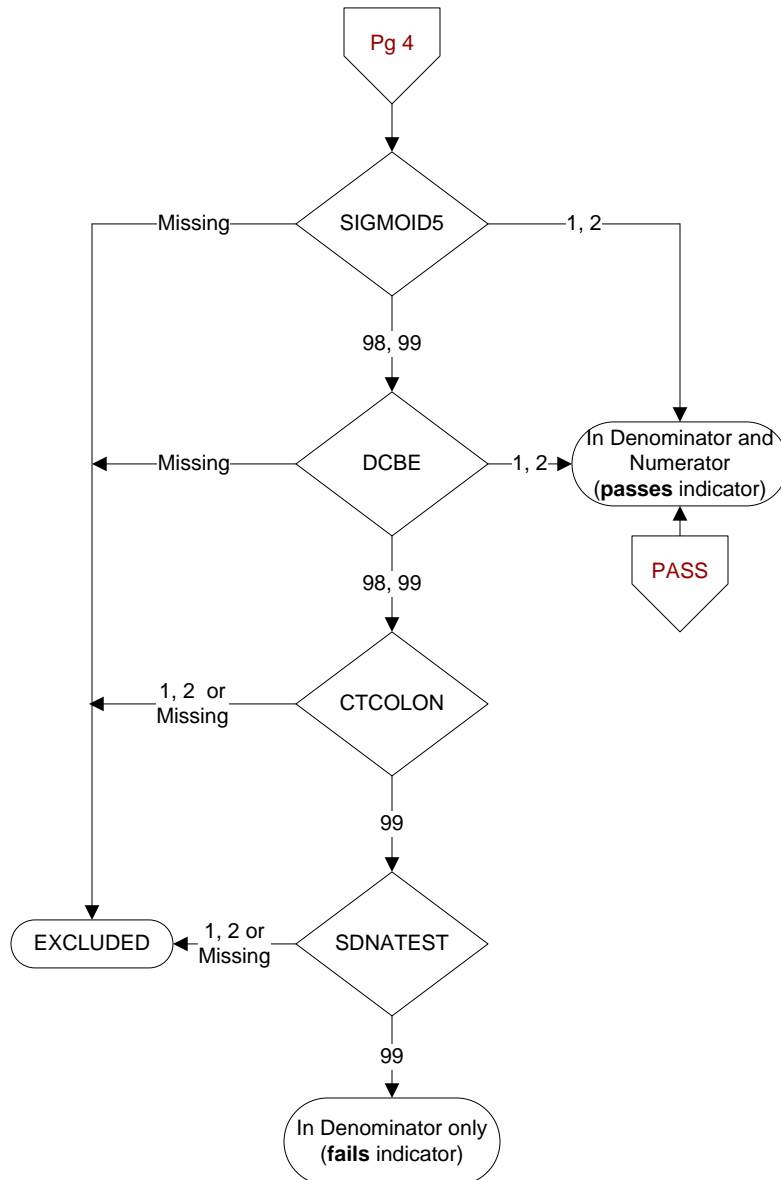 Pg 4
SIGMOID5
Missing
1, 2
98, 99
DCBE
Missing
1, 2
In Denominator and
Numerator
(passes indicator)
PASS
98, 99
CTCOLON
1, 2 or
Missing
99
SDNATEST
1, 2 or
Missing
EXCLUDED
99
In Denominator only
(fails indicator)